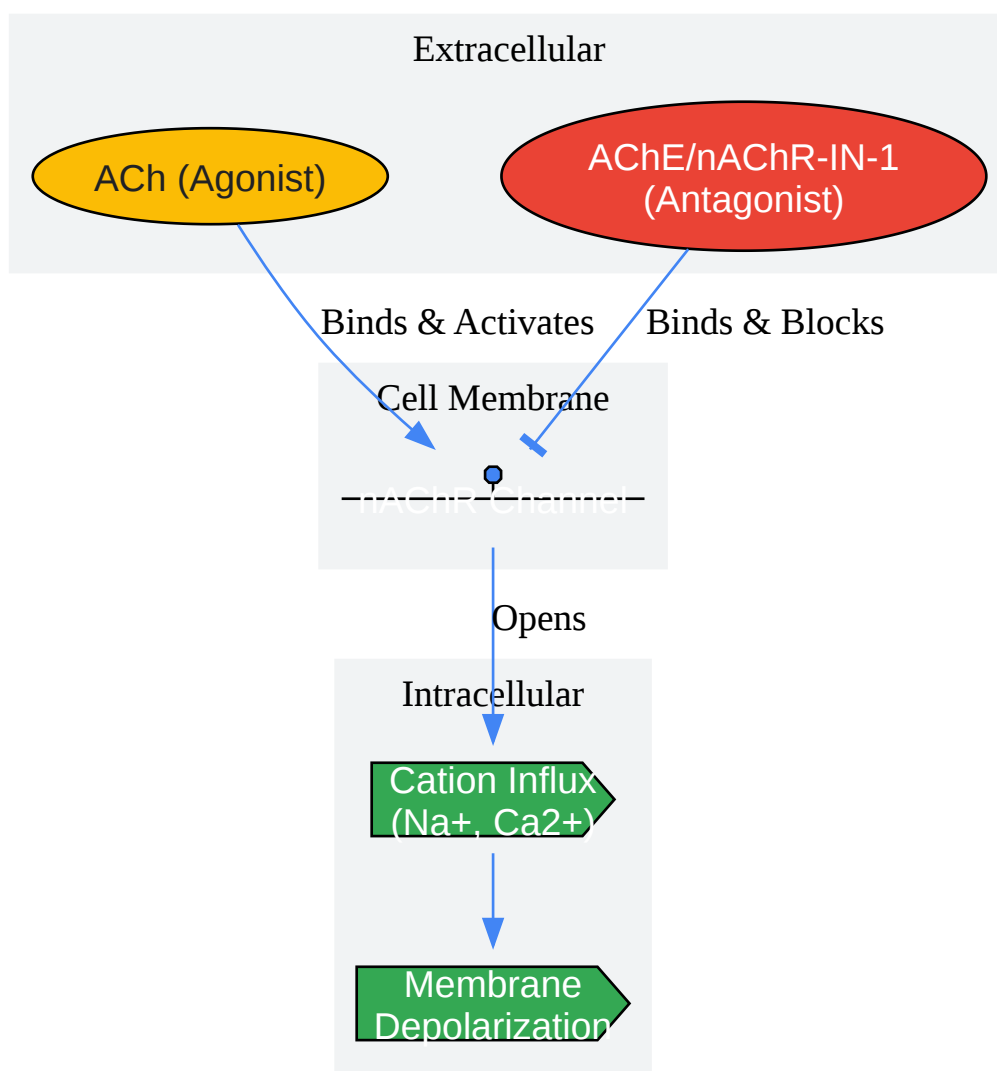 Extracellular
ACh (Agonist)
AChE/nAChR-IN-1
(Antagonist)
Binds & Activates
Binds & Blocks
Cell Membrane
nAChR Channel
Opens
Intracellular
Cation Influx
(Na+, Ca2+)
Membrane
Depolarization